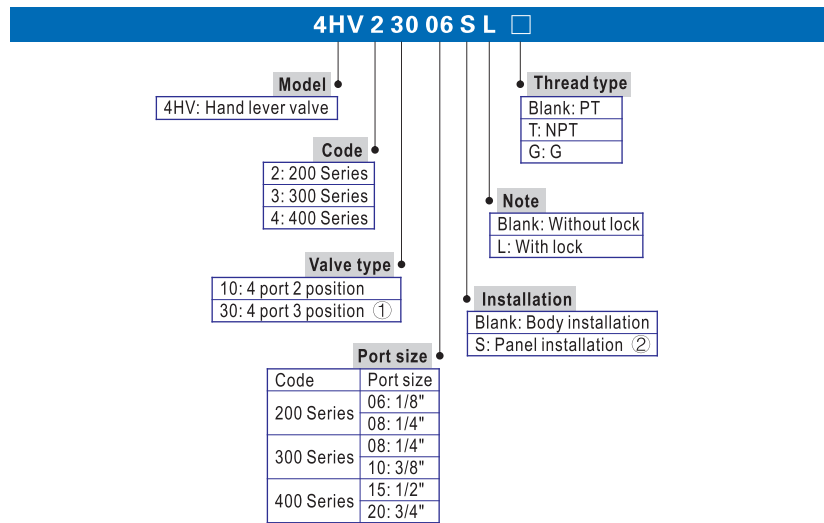 4HV 2 30 06 S L □
Model
4HV: Hand lever valve
Code
2: 200 Series
3: 300 Series
4: 400 Series
Valve type
10: 4 port 2 position
30: 4 port 3 position ①
Port size
Code Port size
200 Series
06: 1/8"
08: 1/4"
300 Series
08: 1/4"
10: 3/8"
400 Series
15: 1/2"
20: 3/4"
Thread type
Blank: PT
T: NPT
G: G
Note
Blank: Without lock
L: With lock
Installation
Blank: Body installation
S: Panel installation ②